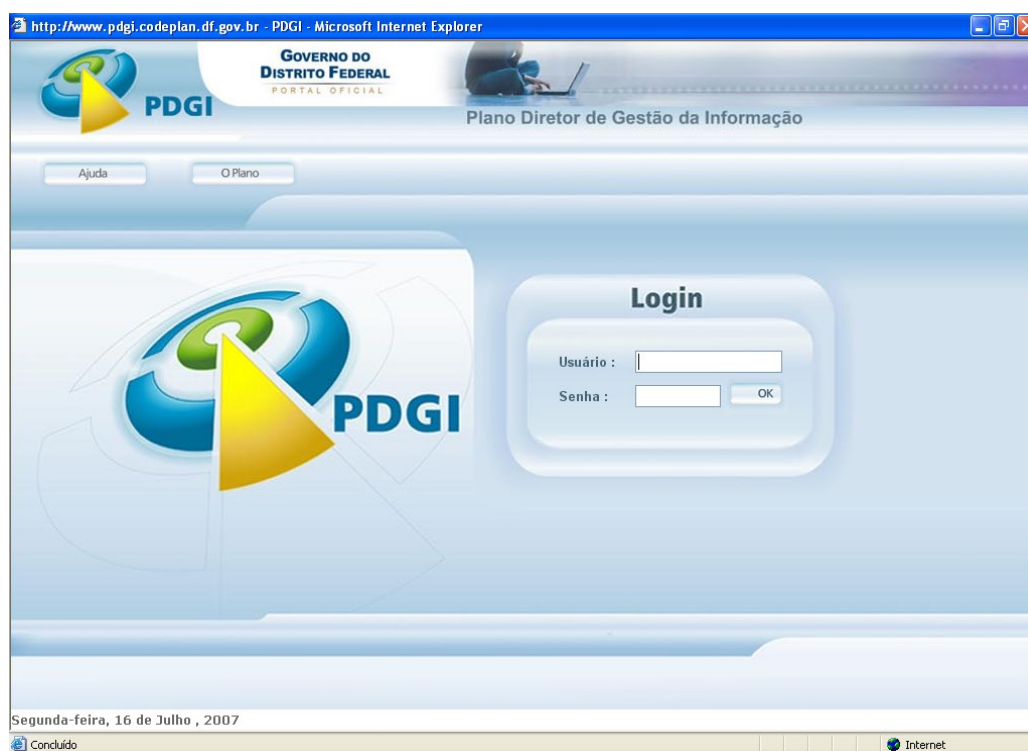 http://www.pdgi.codeplan.df.gov.br - PDGI - Microsoft Internet Explorer
PDGI
GOVERNO DO
DISTRITO FEDERAL
PORTAL OFICIAL
Plano Diretor de Gestão da Informação
Ajuda
O Plano
PDGI
Login
Usuário :
Senha :
OK
Segunda-feira, 16 de Julho , 2007
Concluído
Internet